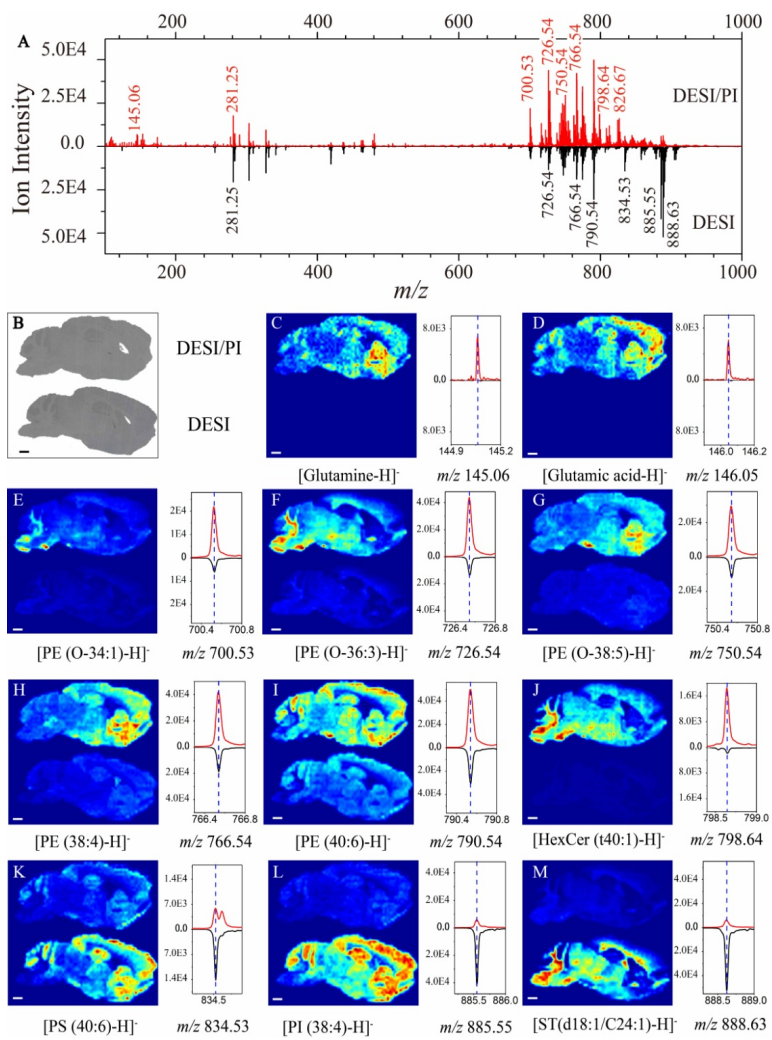 200 400 600 800 1000
A
5.0E4
2.5E4
0.0
2.5E4
5.0E4
Ion Intensity
145.06
281.25
700.53
726.54
750.54
766.54
798.64
826.67
DESI/PI
281.25
726.54
766.54
790.54
834.53
885.55
888.63
DESI
200 400 600 800 1000
m/z
B
DESI/PI
DESI
C
8.0E3
0.0
8.0E3
144.9 145.2
[Glutamine-H]- m/z 145.06
D
8.0E3
0.0
8.0E3
146.0 146.2
[Glutamic acid-H]- m/z 146.05
E
2E4
1E4
0.0
1E4
2E4
700.4 700.8
[PE (O-34:1)-H]- m/z 700.53
F
4.0E4
2.0E4
0.0
2.0E4
4.0E4
726.4 726.8
[PE (O-36:3)-H]- m/z 726.54
G
2.0E4
0.0
2.0E4
750.4 750.8
[PE (O-38:5)-H]- m/z 750.54
H
4.0E4
2.0E4
0.0
2.0E4
4.0E4
766.4 766.8
[PE (38:4)-H]- m/z 766.54
I
4.0E4
2.0E4
0.0
2.0E4
4.0E4
790.4 790.8
[PE (40:6)-H]- m/z 790.54
J
1.6E4
8.0E3
0.0
8.0E3
1.6E4
798.5 799.0
[HexCer (t40:1)-H]- m/z 798.64
K
1.4E4
7.0E3
0.0
7.0E3
1.4E4
834.5
[PS (40:6)-H]- m/z 834.53
L
4.0E4
2.0E4
0.0
2.0E4
4.0E4
885.5 886.0
[PI (38:4)-H]- m/z 885.55
M
4.0E4
2.0E4
0.0
2.0E4
4.0E4
888.5 889.0
[ST(d18:1/C24:1)-H]- m/z 888.63